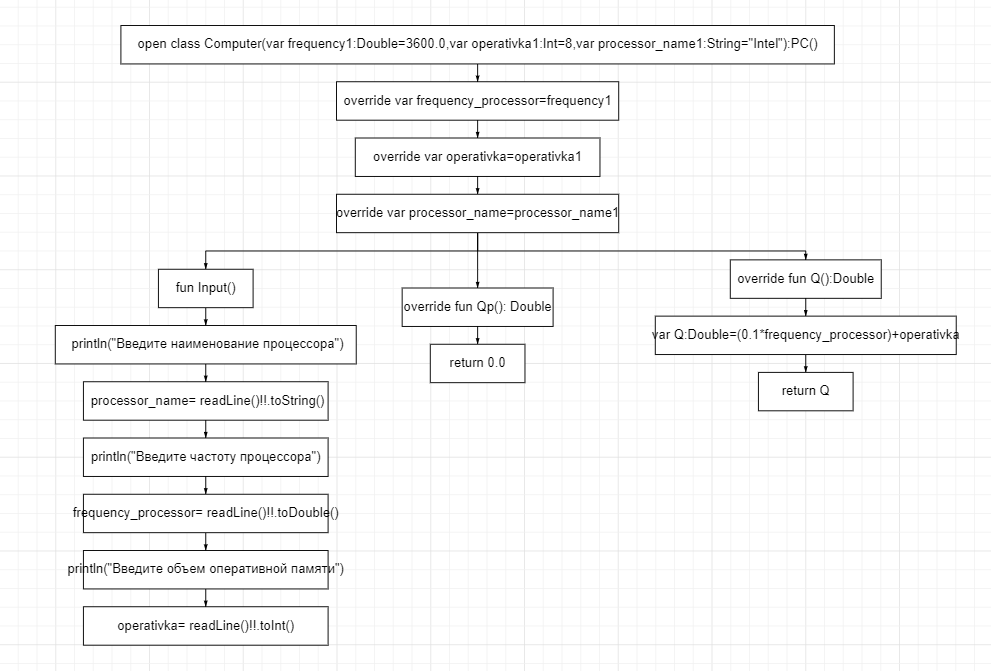 open class Computer(var frequency1:Double=3600.0,var operativka1:Int=8,var processor_name1:String="Intel"):PC()
override var frequency_processor=frequency1
override var operativka=operativka1
override var processor_name=processor_name1
fun Input()
println("Введите наименование процессора")
processor_name= readLine()!!.toString()
println("Введите частоту процессора")
frequency_processor= readLine()!!.toDouble()
println("Введите объем оперативной памяти")
operativka= readLine()!!.toInt()
override fun Qp(): Double
return 0.0
override fun Q():Double
var Q:Double=(0.1*frequency_processor)+operativka
return Q